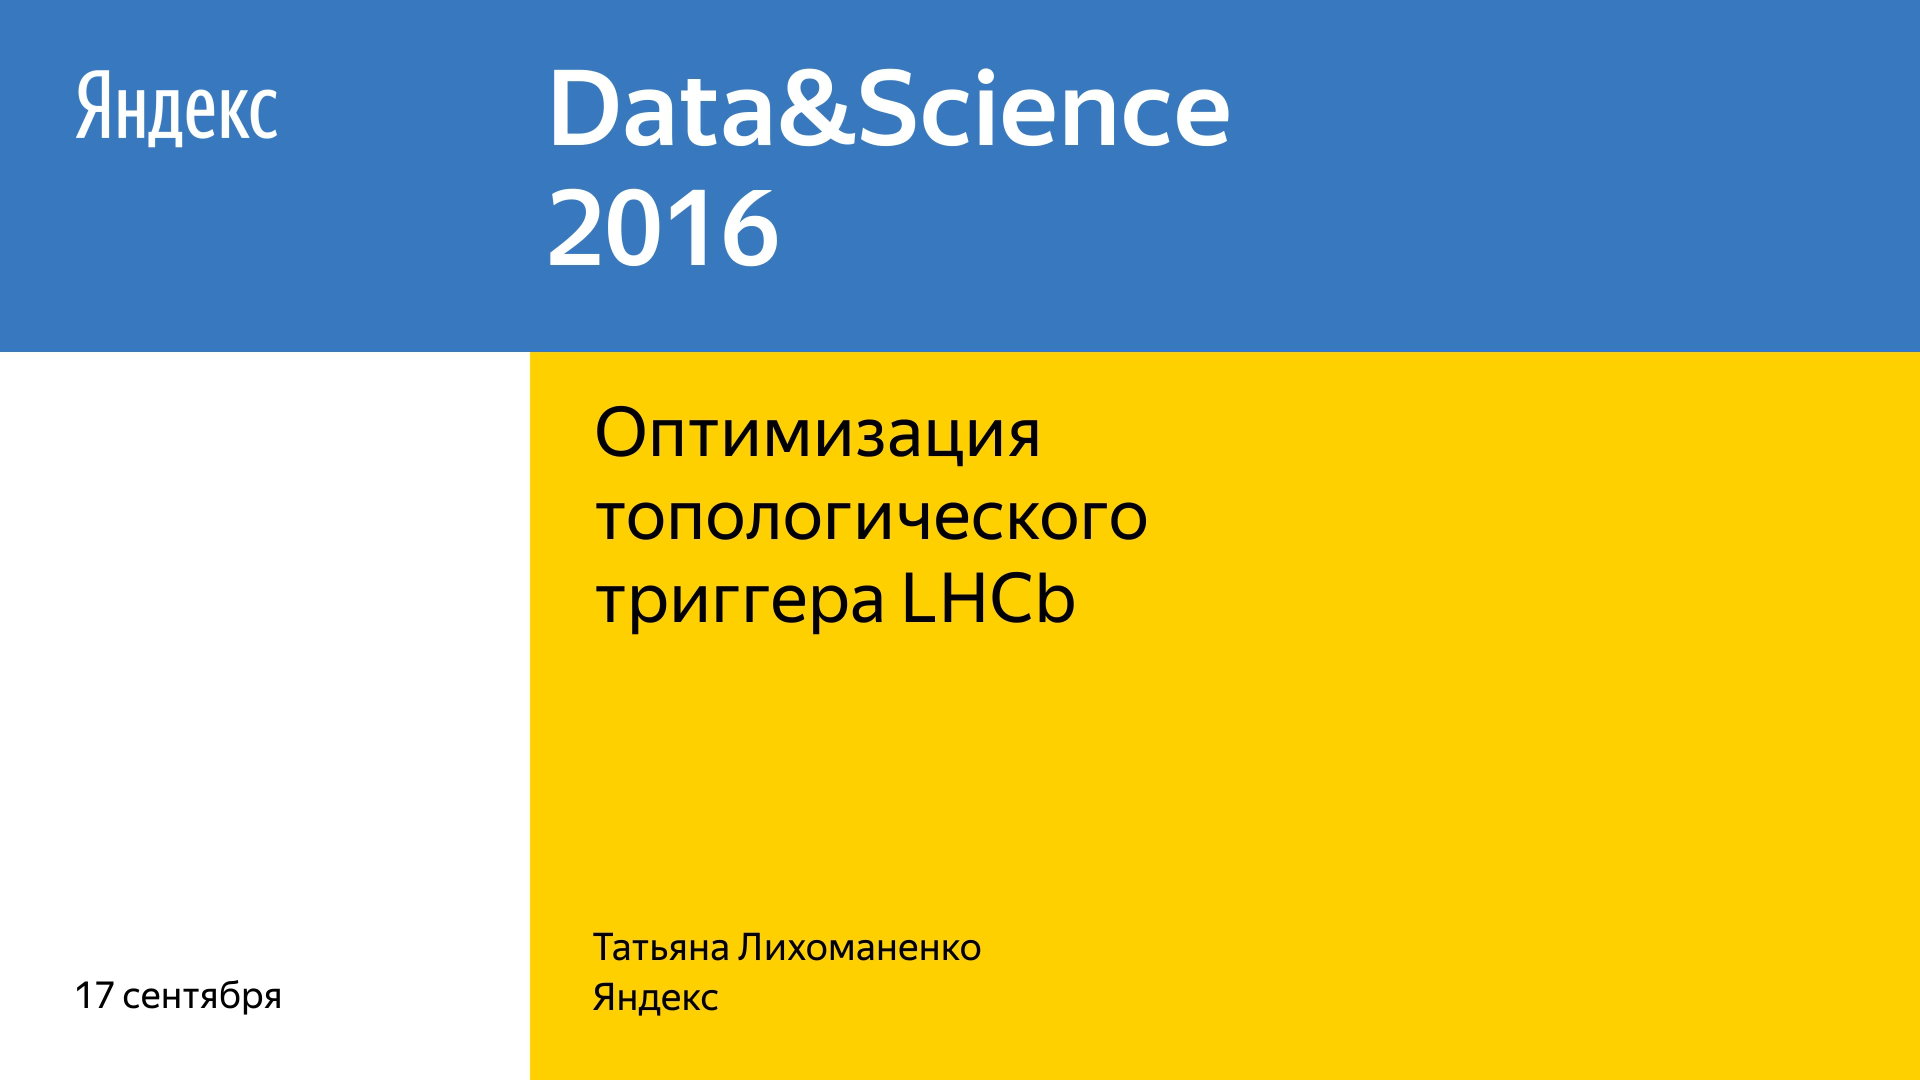 Яндекс
Data&Science
2016
Оптимизация
топологического
триггера LHCb
Татьяна Лихоманенко
Яндекс
17 сентября